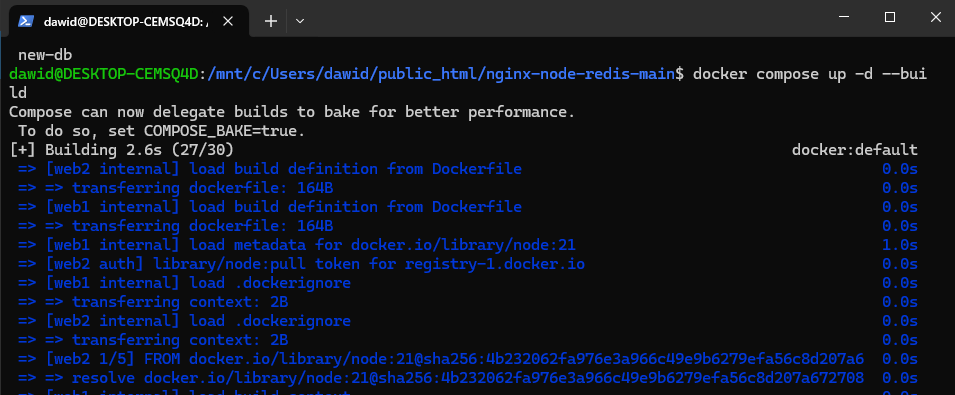 dawid@DESKTOP-CEMSQ4D: /
new-db
dawid@DESKTOP-CEMSQ4D:/mnt/c/Users/dawid/public_html/nginx-node-redis-main$ docker compose up -d --bui
ld
Compose can now delegate builds to bake for better performance.
To do so, set COMPOSE_BAKE=true.
[+] Building 2.6s (27/30) docker:default
=> [web2 internal] load build definition from Dockerfile 0.0s
=> => transferring dockerfile: 164B 0.0s
=> [web1 internal] load build definition from Dockerfile 0.0s
=> => transferring dockerfile: 164B 0.0s
=> [web1 internal] load metadata for docker.io/library/node:21 1.0s
=> [web2 auth] library/node:pull token for registry-1.docker.io 0.0s
=> [web1 internal] load .dockerignore 0.0s
=> => transferring context: 2B 0.0s
=> [web2 internal] load .dockerignore 0.0s
=> => transferring context: 2B 0.0s
=> [web2 1/5] FROM docker.io/library/node:21@sha256:4b232062fa976e3a966c49e9b6279efa56c8d207a6 0.0s
=> => resolve docker.io/library/node:21@sha256:4b232062fa976e3a966c49e9b6279efa56c8d207a672708 0.0s
=> [web1 internal] load build context 0.0s